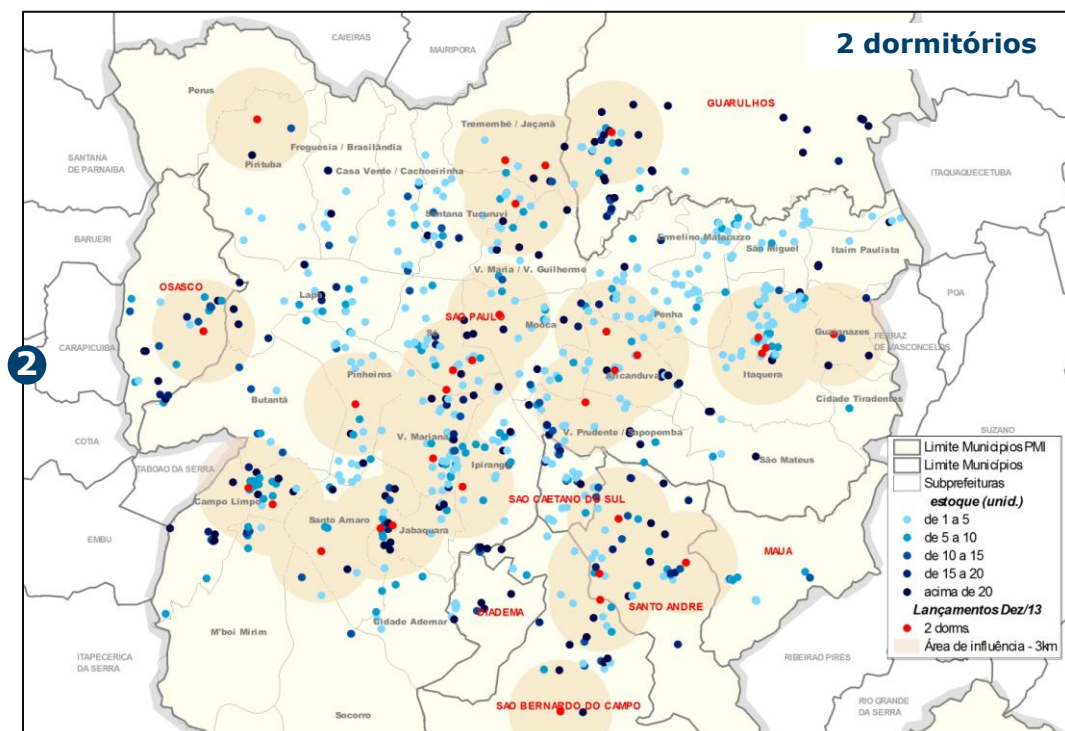 2 dormitórios
CAIEIRAS
MAIRIPORA
Perus
GUARULHOS
Tremembé / Jaçanã
Freguesia / Brasilândia
SANTANA
DE PARNAIBA
Pirituba
Casa Verde / Cachoeirinha
ITAQUAQUECETUBA
Santana Tucuruvi
BARUERI
Ermelino Matarazzo
São Miguel
Itaim Paulista
V. Maria / V. Guilherme
OSASCO
Lapa
POA
SAO PAULO
Mooca
Penha
Sé
Guaianazes
FERRAZ
DE VASCONCELOS
2
CARAPICUIBA
Pinheiros
Aricanduva
Itaquera
Butantã
Cidade Tiradentes
COTIA
V. Mariana
V. Prudente / Sapopemba
SUZANO
TABOAO DA SERRA
Ipiranga
São Mateus
Campo Limpo
SAO CAETANO DO SUL
Santo Amaro
Jabaquara
EMBU
MAUA
DIADEMA
SANTO ANDRE
Cidade Ademar
M'boi Mirim
ITAPECERICA
DA SERRA
RIBEIRAO PIRES
SAO BERNARDO DO CAMPO
RIO GRANDE
DA SERRA
Socorro
Limite Municipios PMI
Limite Municípios
Subprefeituras
estoque (unid.)
de 1 a 5
de 5 a 10
de 10 a 15
de 15 a 20
acima de 20
Lançamentos Dez/13
2 dorms.
Área de influência - 3km